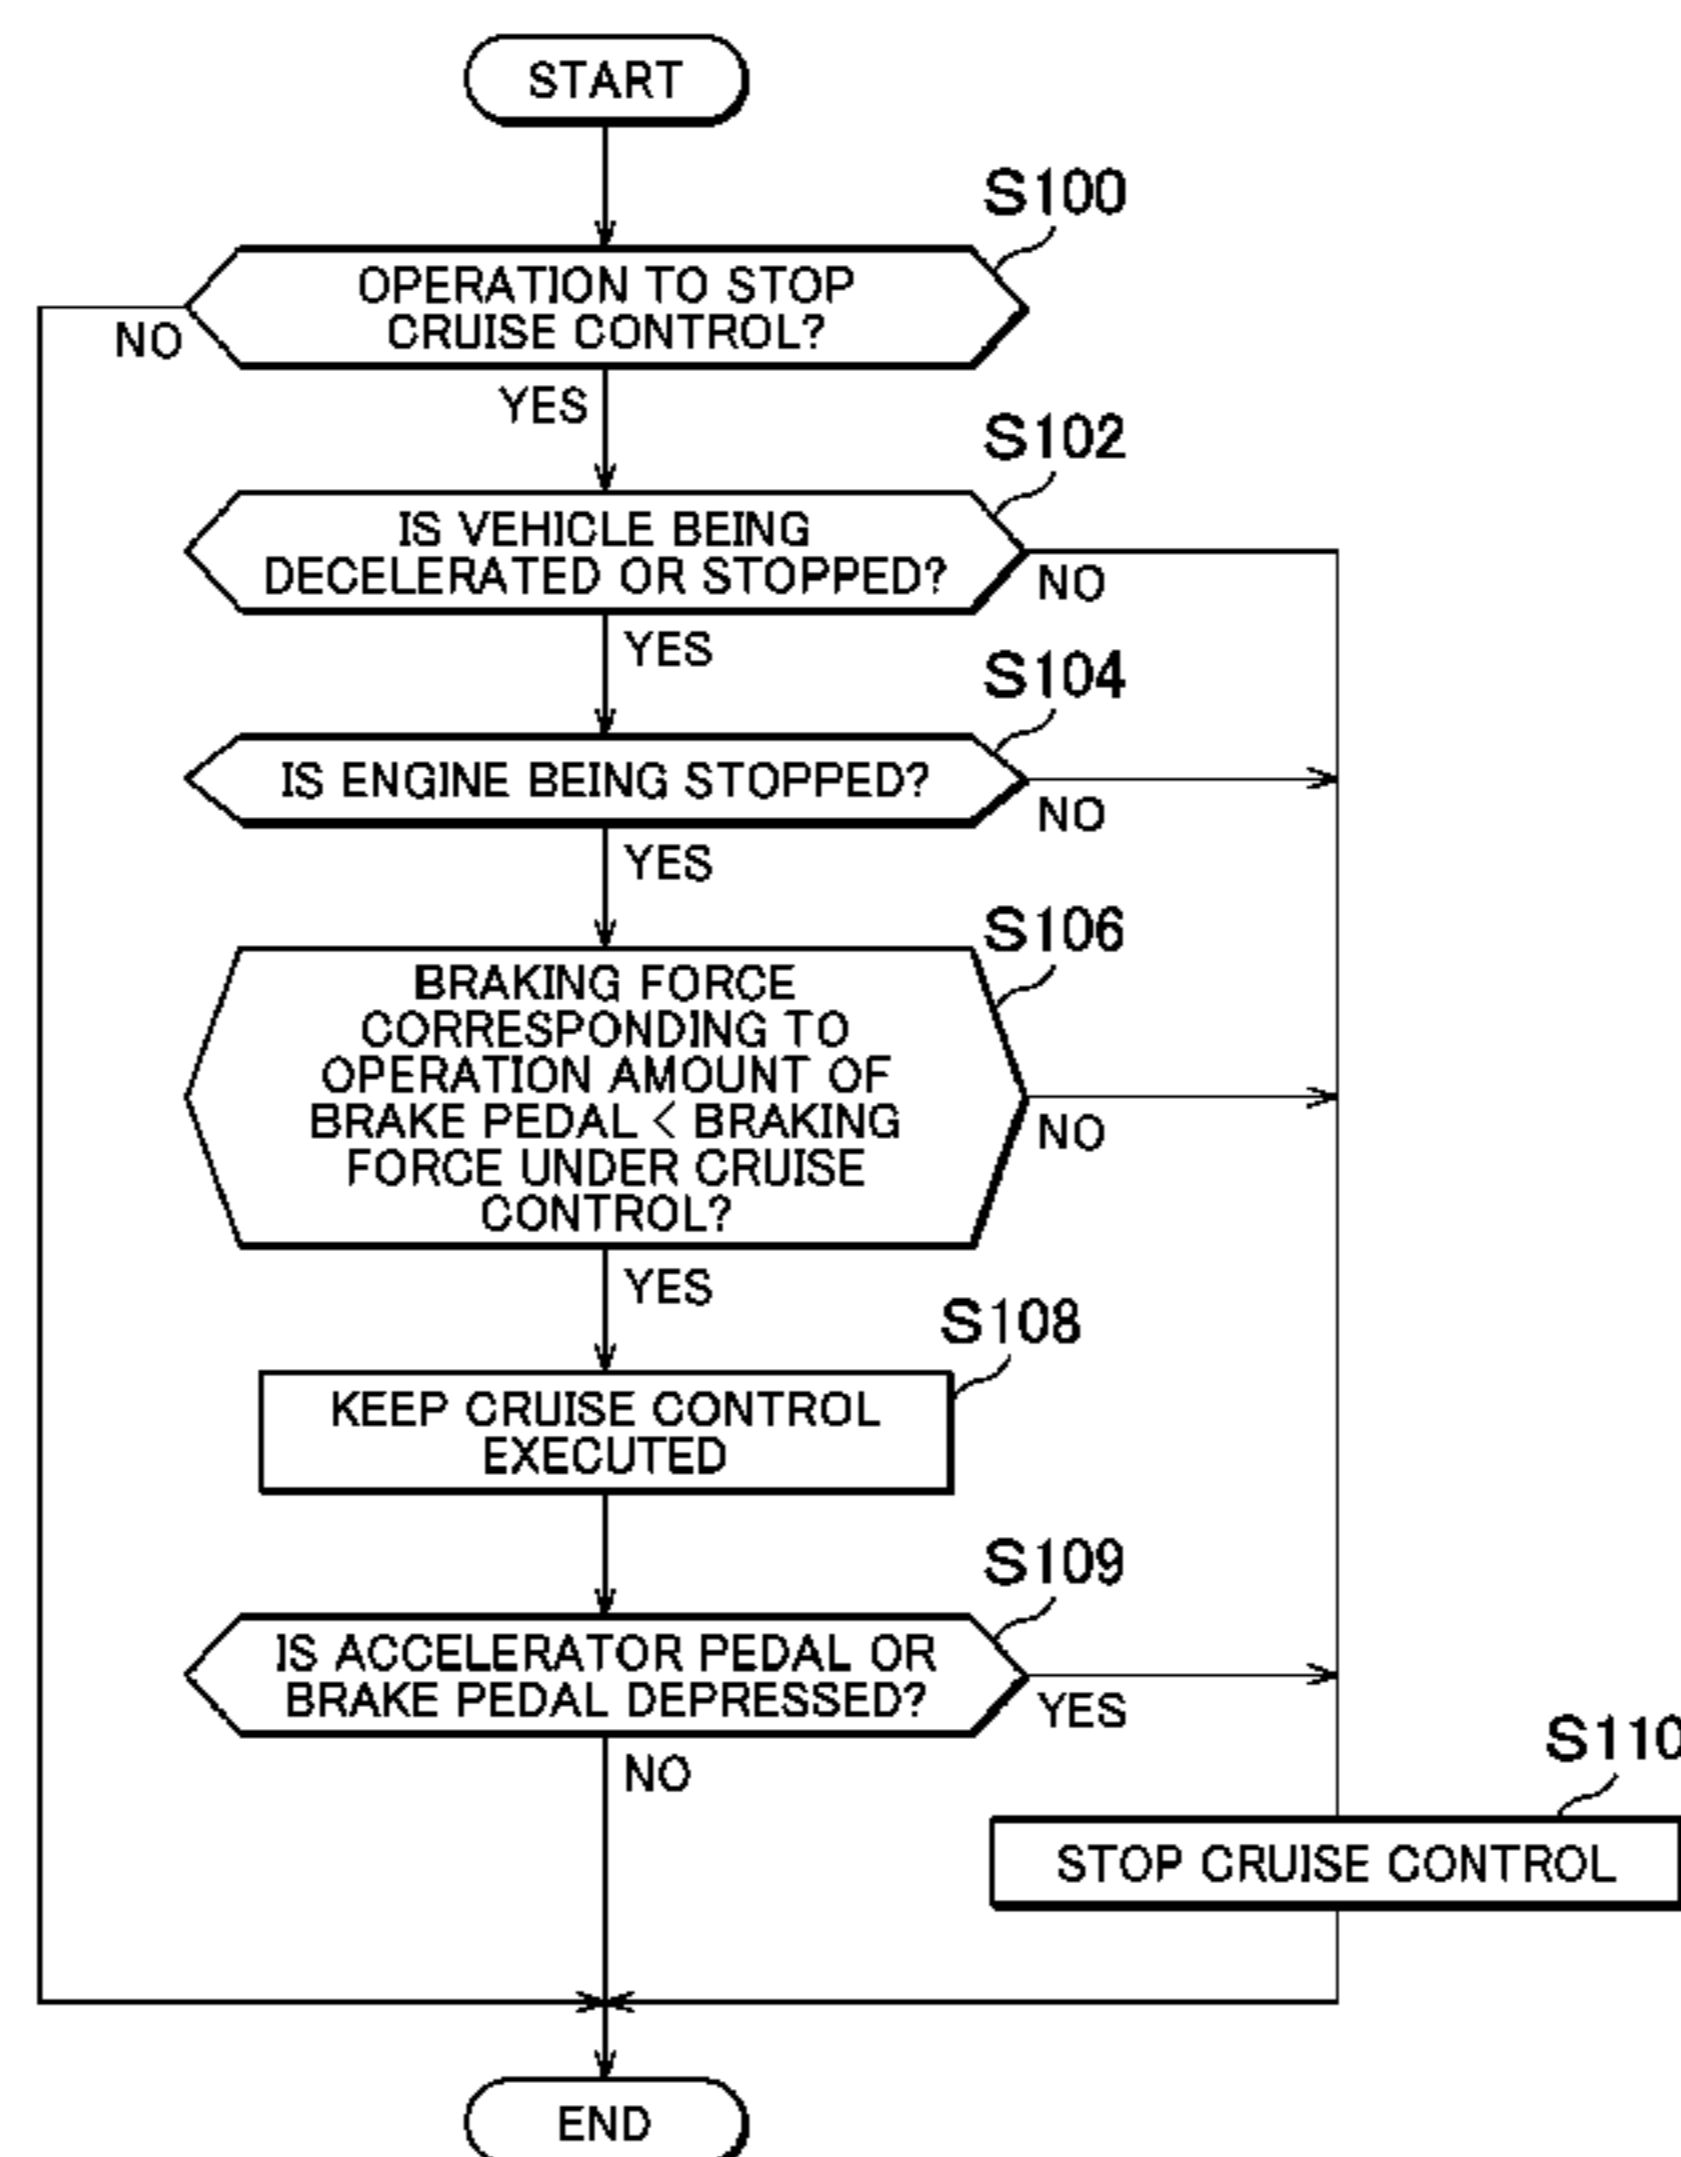 START
S100
OPERATION TO STOP
CRUISE CONTROL?
NO
YES
S102
IS VEHICLE BEING
DECELERATED OR STOPPED?
NO
YES
S104
IS ENGINE BEING STOPPED?
NO
YES
S106
BRAKING FORCE
CORRESPONDING TO
OPERATION AMOUNT OF
BRAKE PEDAL < BRAKING
FORCE UNDER CRUISE
CONTROL?
NO
YES
S108
KEEP CRUISE CONTROL
EXECUTED
S109
IS ACCELERATOR PEDAL OR
BRAKE PEDAL DEPRESSED?
YES
NO
S110
STOP CRUISE CONTROL
END